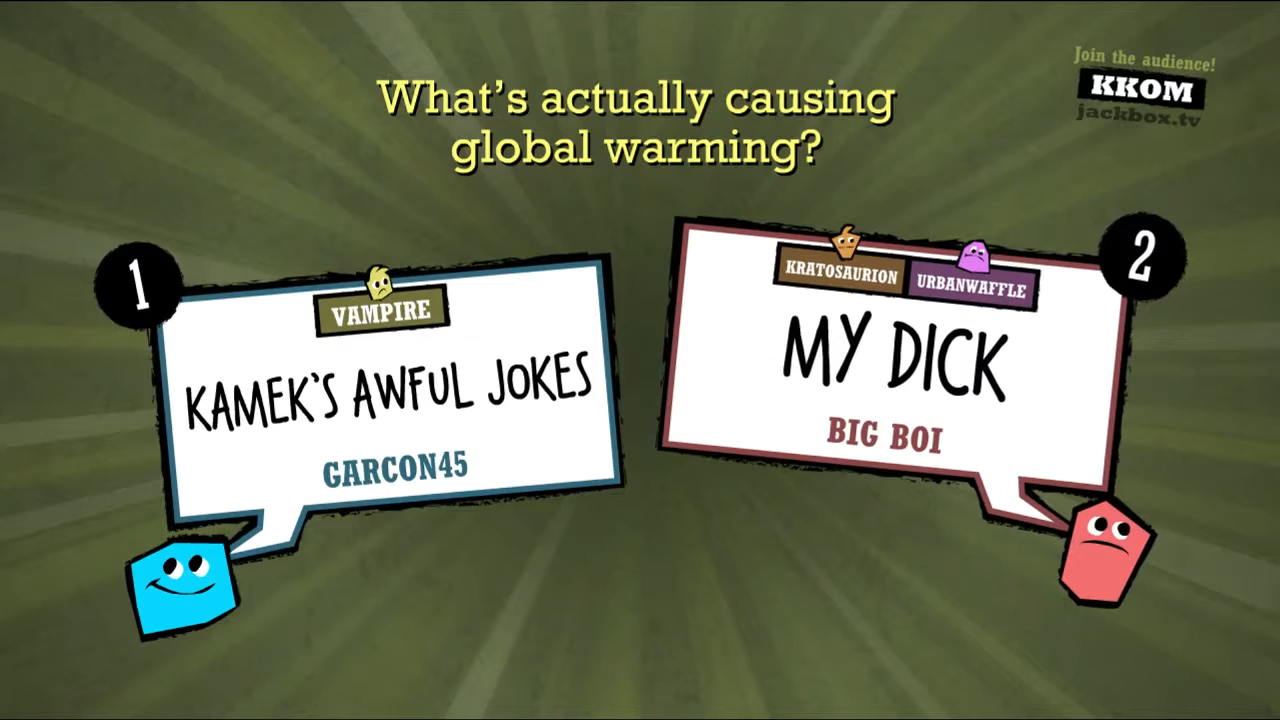 What's actually causing
global warming?
Join the audience!
KKOM
jackbox.tv
1
VAMPIRE
KAMEK'S AWFUL JOKES
GARCON45
2
KRATOSAURION
URBANWAFFLE
MY DICK
BIG BOI